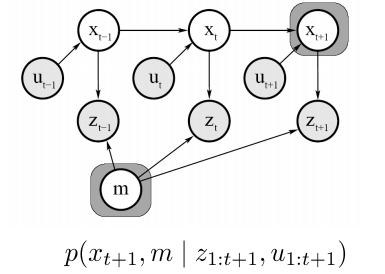 x_{t−1} x_t x_{t+1}
u_{t−1} u_t u_{t+1}
z_{t−1} z_t z_{t+1}
m
p(x_{t+1}, m | z_{1:t+1}, u_{1:t+1})